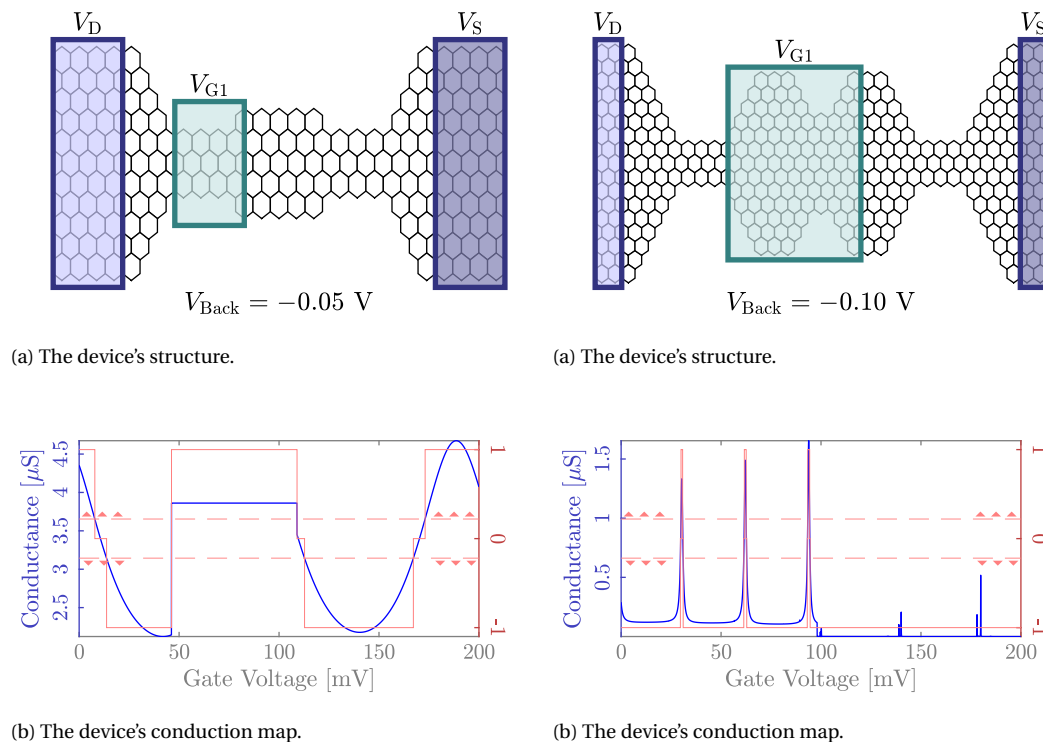 V_D
V_S
V_G1
V_Back = −0.05 V
(a) The device's structure.
4.5
4
3.5
3
2.5
Conductance [µS]
1
0
-1
0
50
100
150
200
Gate Voltage [mV]
(b) The device's conduction map.
V_D
V_S
V_G1
V_Back = −0.10 V
(a) The device's structure.
1.5
1
0.5
Conductance [µS]
1
0
-1
0
50
100
150
200
Gate Voltage [mV]
(b) The device's conduction map.